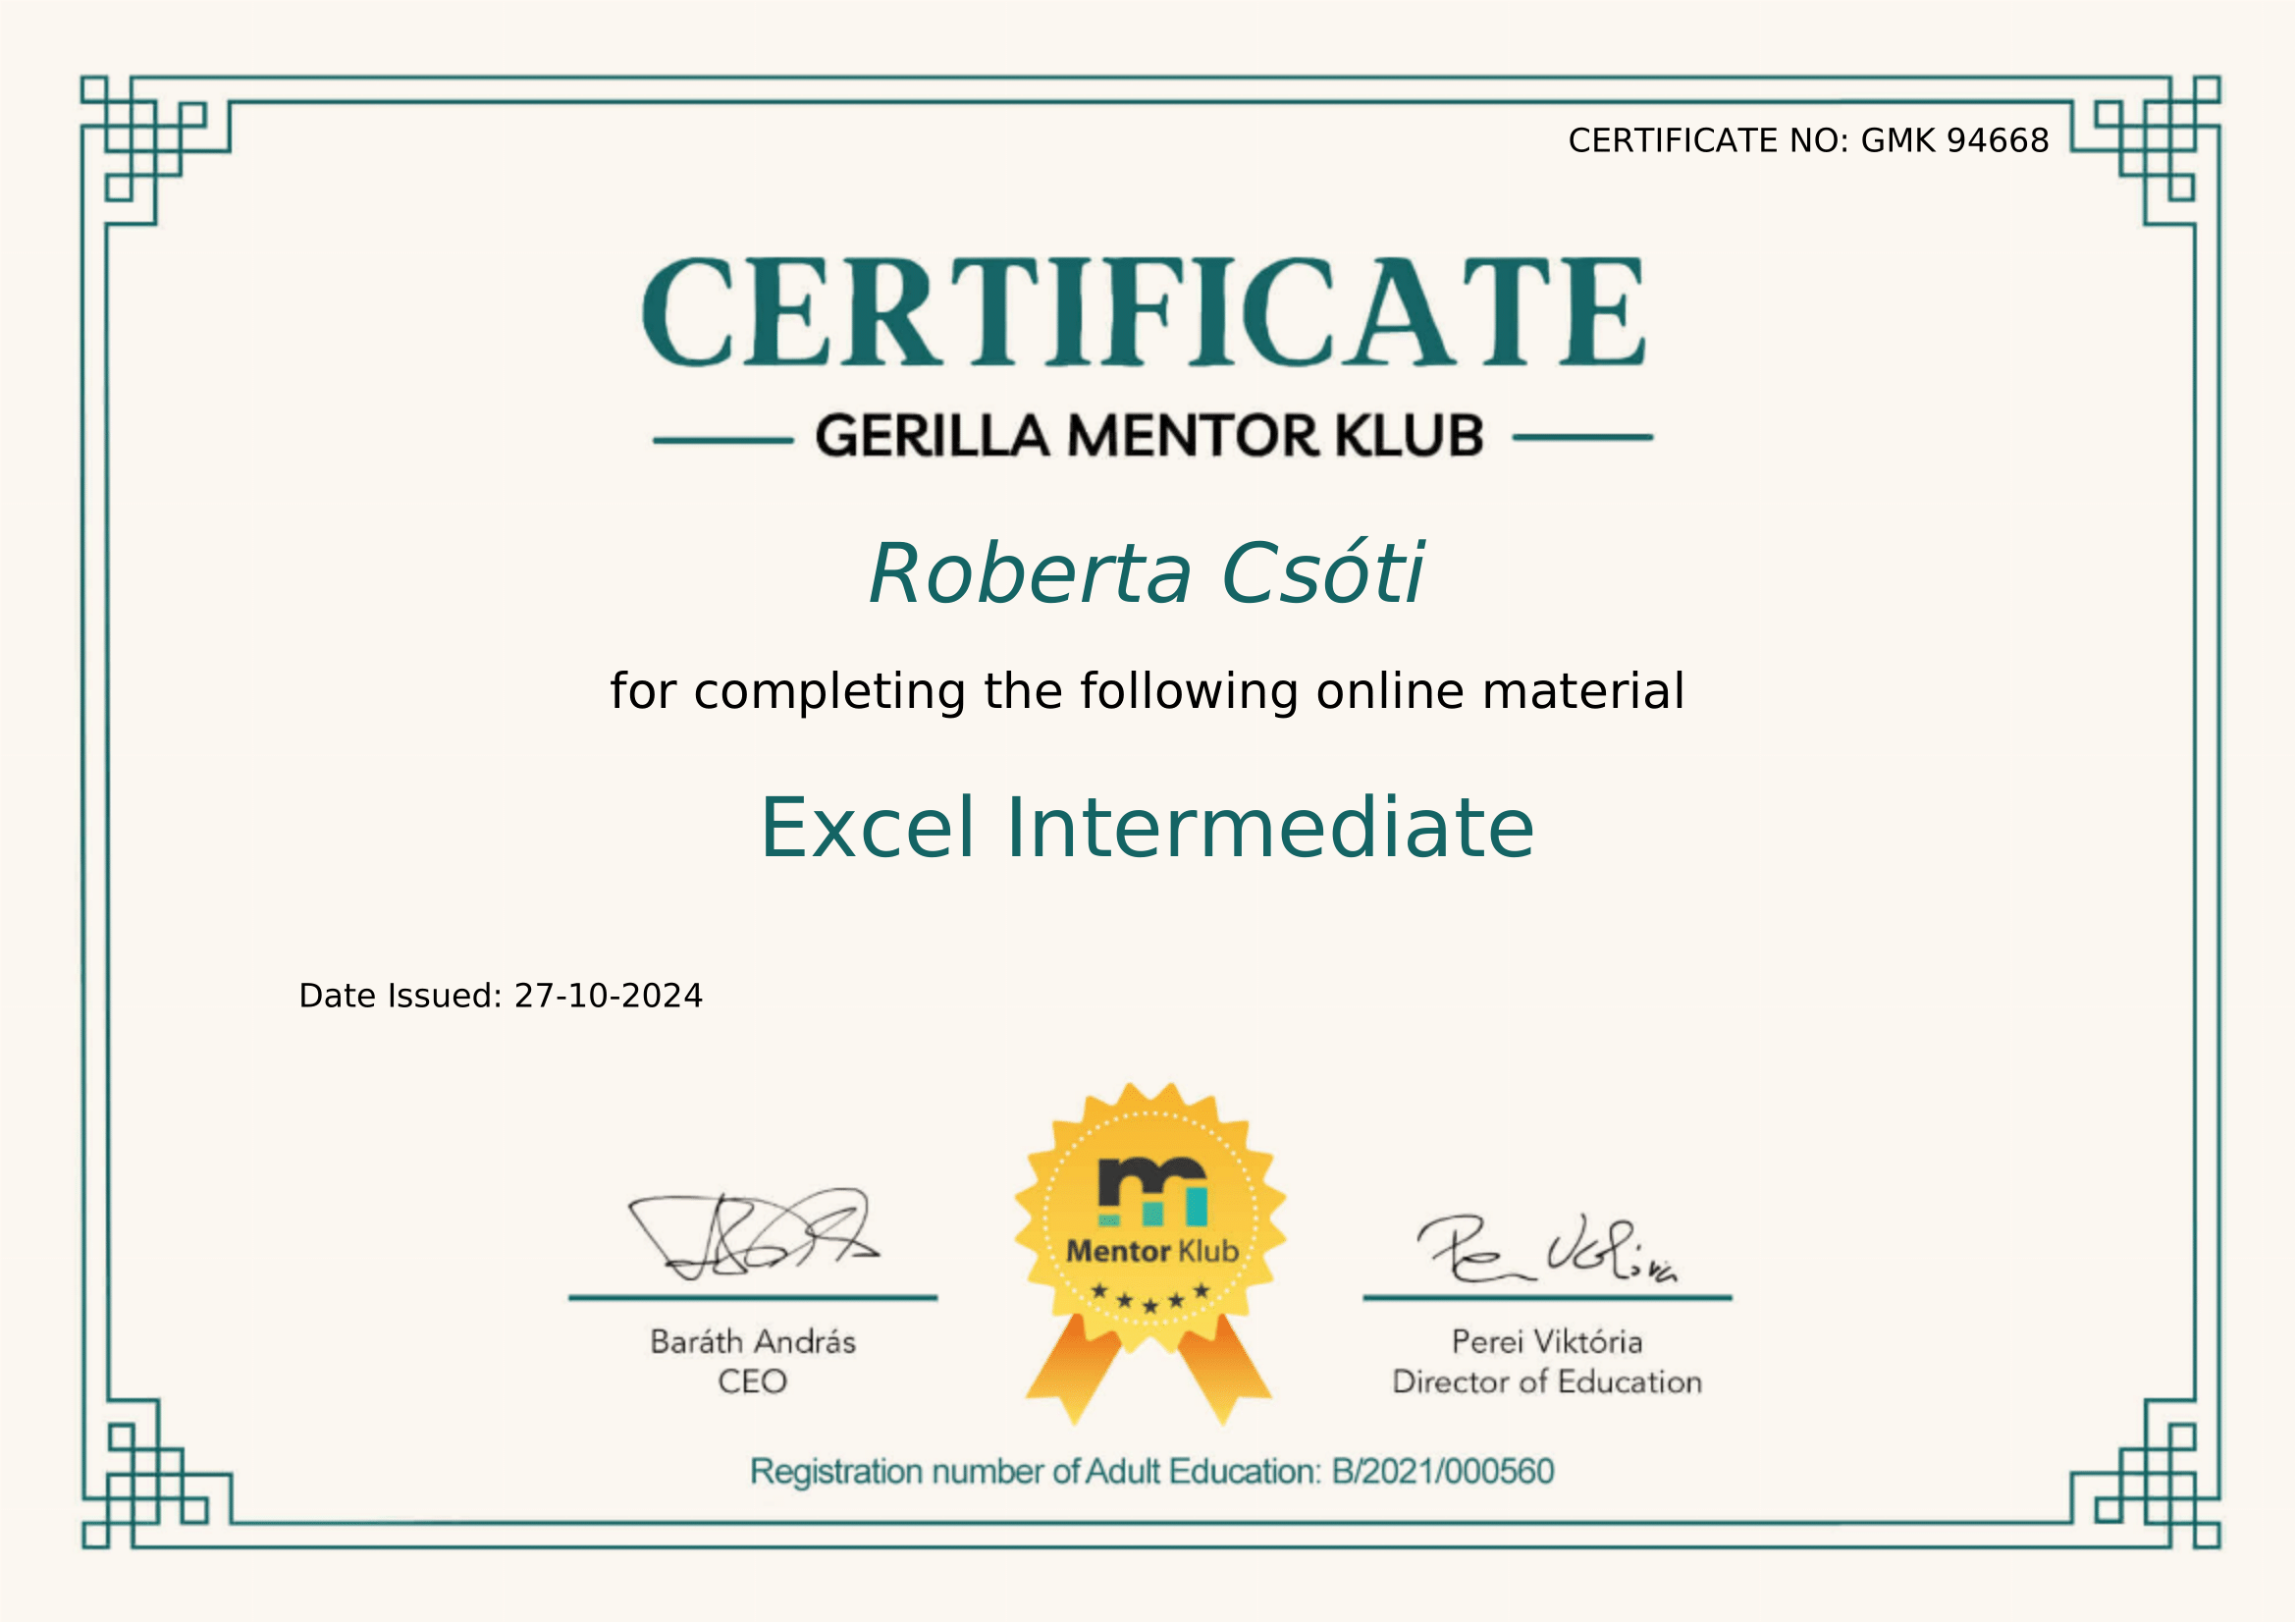 CERTIFICATE NO: GMK 94668
CERTIFICATE
GERILLA MENTOR KLUB
Roberta Csóti
for completing the following online material
Excel Intermediate
Date Issued: 27-10-2024
Mentor Klub
Baráth András
CEO
Perei Viktória
Director of Education
Registration number of Adult Education: B/2021/000560